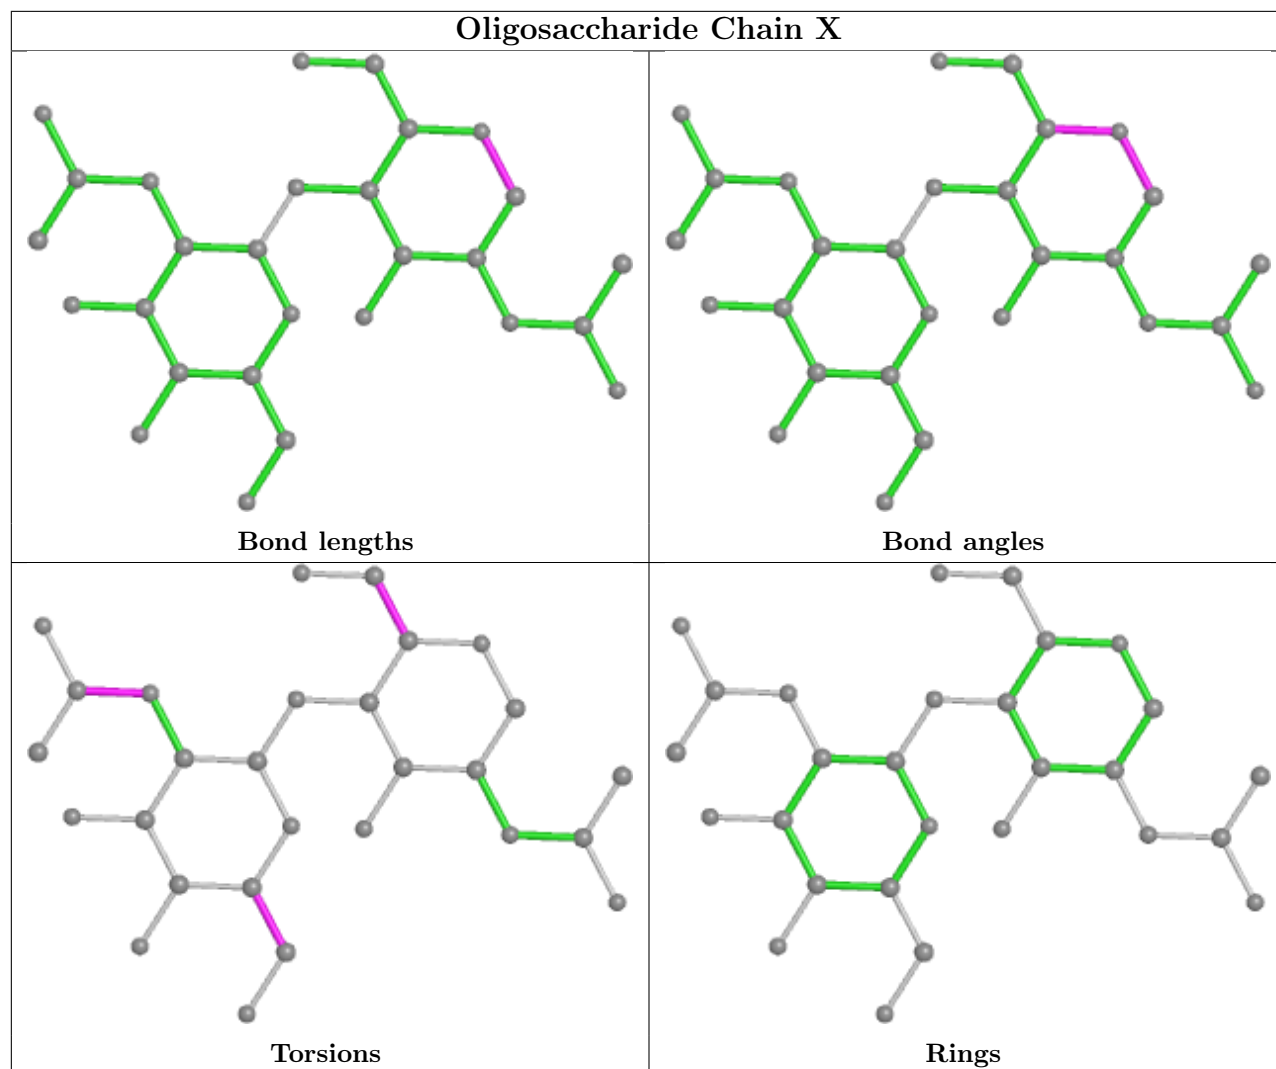 Oligosaccharide Chain X
Bond lengths
Bond angles
Torsions
Rings